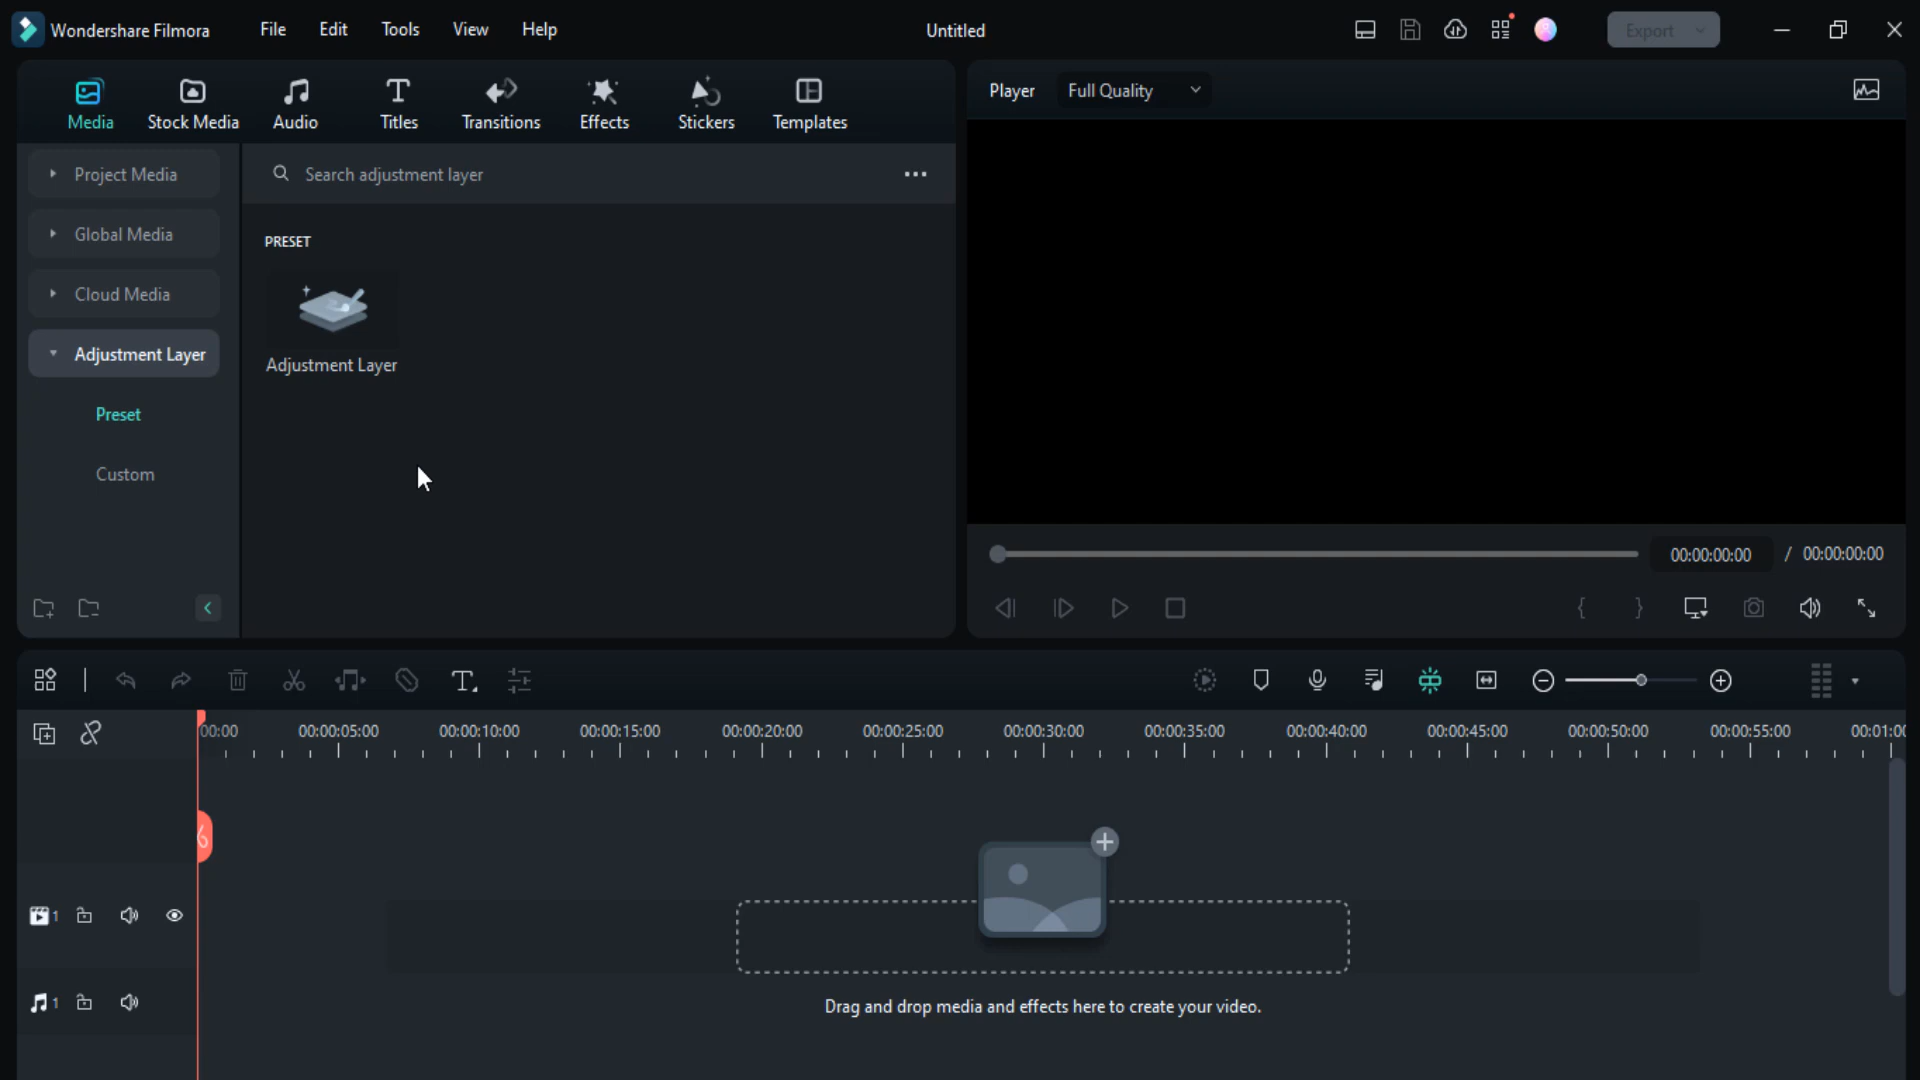 Wondershare Filmora
File Edit Tools View Help
Untitled
Export
Media Stock Media Audio Titles Transitions Effects Stickers Templates
Player Full Quality
Project Media
Global Media
Cloud Media
Adjustment Layer
Preset
Custom
Search adjustment layer
PRESET
Adjustment Layer
00:00:00:00 / 00:00:00:00
00:00 00:00:05:00 00:00:10:00 00:00:15:00 00:00:20:00 00:00:25:00 00:00:30:00 00:00:35:00 00:00:40:00 00:00:45:00 00:00:50:00 00:00:55:00 00:01:00
1
1
Drag and drop media and effects here to create your video.